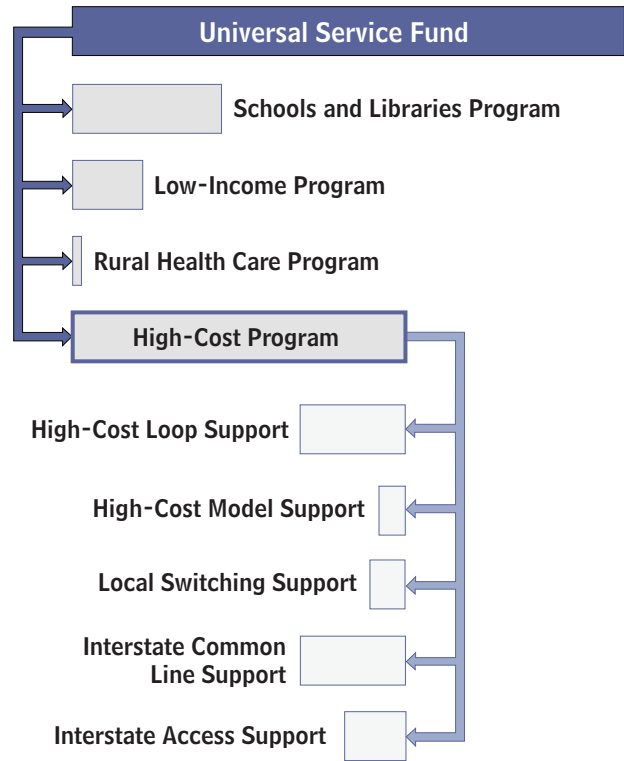 Universal Service Fund
Schools and Libraries Program
Low-Income Program
Rural Health Care Program
High-Cost Program
High-Cost Loop Support
High-Cost Model Support
Local Switching Support
Interstate Common
Line Support
Interstate Access Support